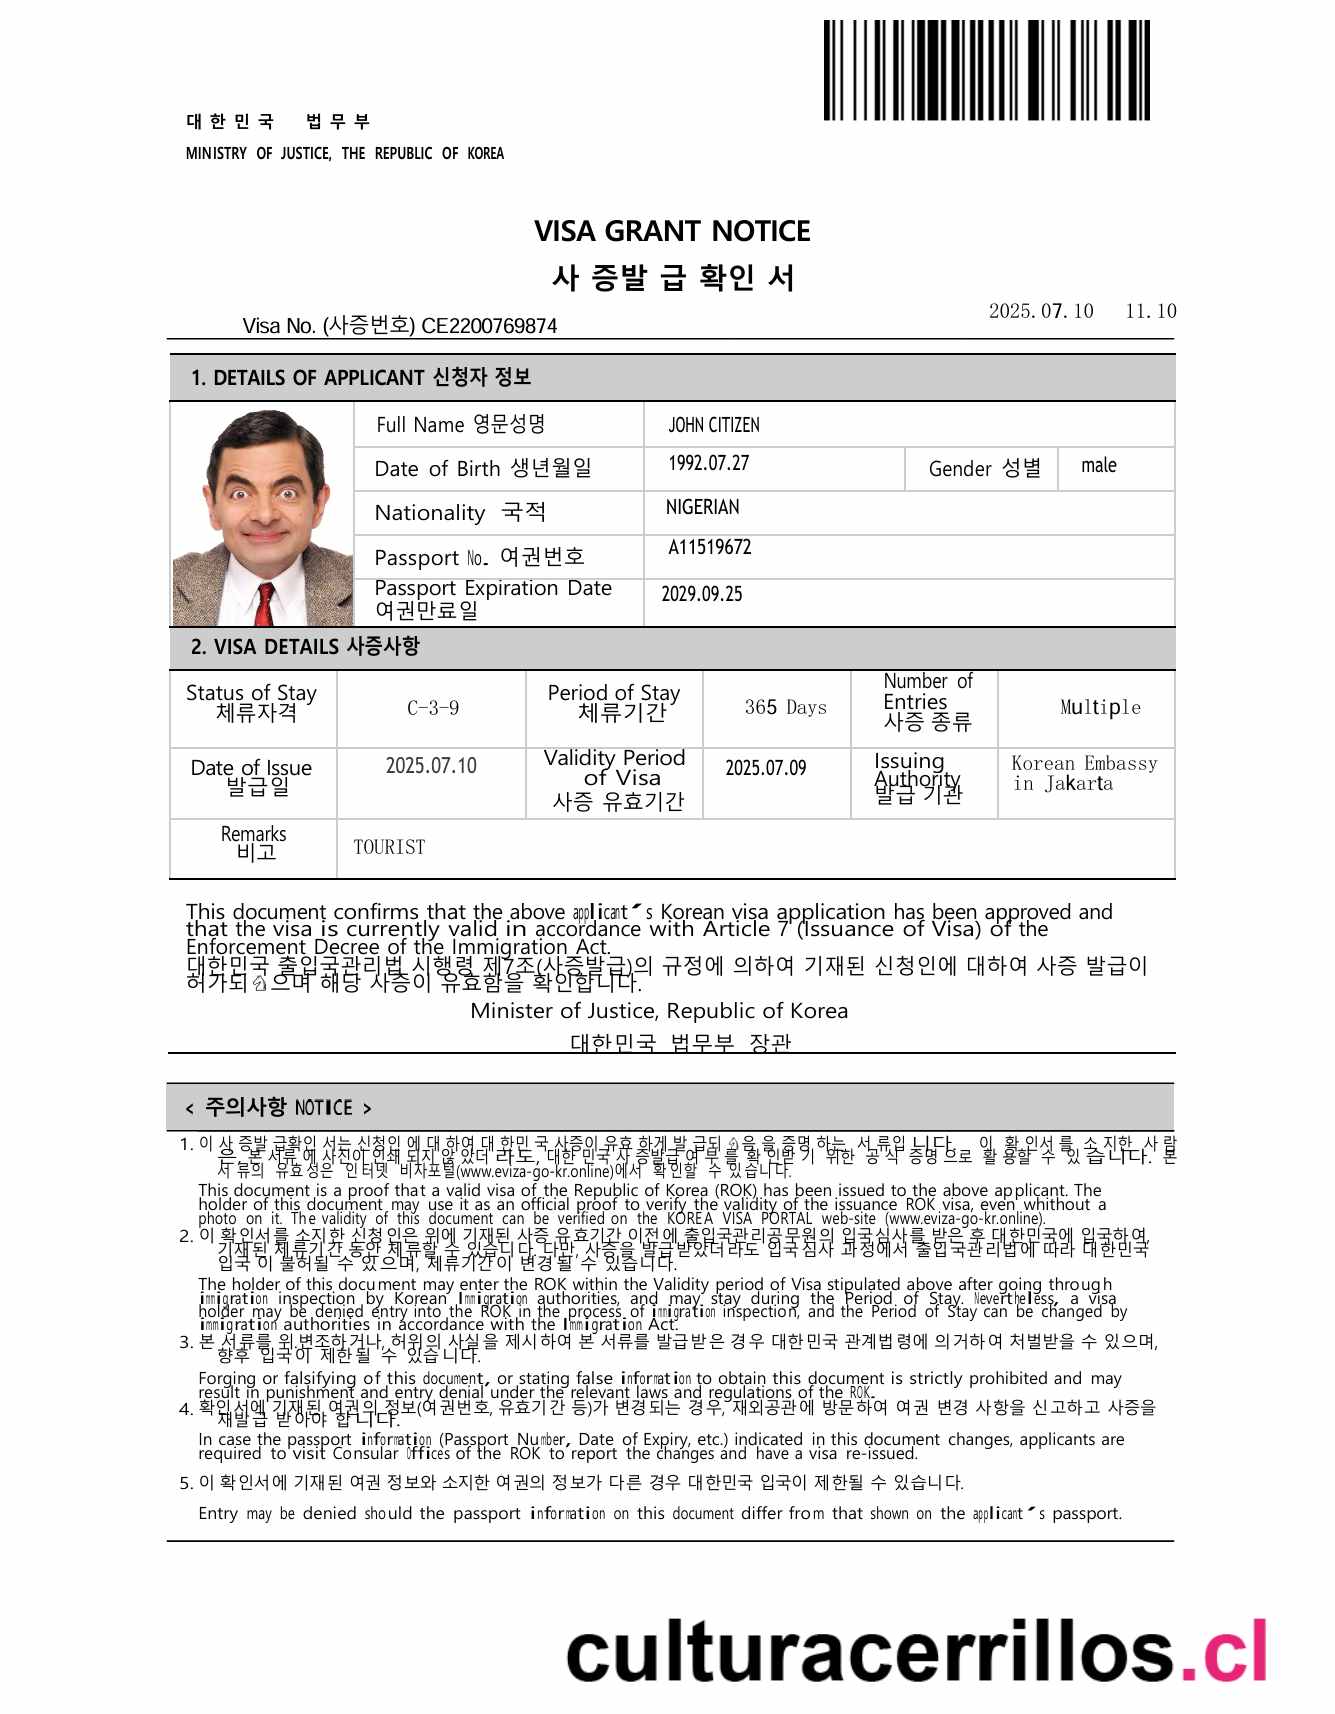 대한민국 법무부
MINISTRY OF JUSTICE, THE REPUBLIC OF KOREA
VISA GRANT NOTICE
사 증발 급 확인 서
2025.07.10 11.10
Visa No. (사증번호) CE2200769874
1. DETAILS OF APPLICANT 신청자 정보
Full Name 영문성명 JOHN CITIZEN
Date of Birth 생년월일 1992.07.27 Gender 성별 male
Nationality 국적 NIGERIAN
Passport No. 여권번호 A11519672
Passport Expiration Date 2029.09.25
여권만료일
2. VISA DETAILS 사증사항
Status of Stay
체류자격
C-3-9
Period of Stay
체류기간
365 Days
Number of
Entries
사증 종류
Multiple
Date of Issue
발급일
2025.07.10
Validity Period
of Visa
사증 유효기간
2025.07.09
Issuing
Authority
발급 기관
Korean Embassy
in Jakarta
Remarks
비고
TOURIST
This document confirms that the above applicant´s Korean visa application has been approved and
that the visa is currently valid in accordance with Article 7 (Issuance of Visa) of the
Enforcement Decree of the Immigration Act.
대한민국 출입국관리법 시행령 제7조(사증발급)의 규정에 의하여 기재된 신청인에 대하여 사증 발급이
허가되♘으며 해당 사증이 유효함을 확인합니다.
Minister of Justice, Republic of Korea
대한민국 법무부 장관
< 주의사항 NOTICE >
1. 이 사 증발 급확인 서는 신청인 에 대 하여 대 한민 국 사증이 유효 하게 발 급되 ♘음 을 증명 하는 서 류입 니다. 이 확 인서 를 소 지한 사 람
은 본 서류 에 사진이 인쇄 되지 않 았더 라도, 대한 민국 사 증발급 여 부 를 확 인받 기 위한 공 식 증명 으로 활 용할 수 있 습니다. 본
서 류의 유효 성은 인 터넷 비자포털(www.eviza-go-kr.online)에서 확 인할 수 있습니다.
This document is a proof that a valid visa of the Republic of Korea (ROK) has been issued to the above applicant. The
holder of this document may use it as an official proof to verify the validity of the issuance ROK visa, even whithout a
photo on it. The validity of this document can be verified on the KOREA VISA PORTAL web-site (www.eviza-go-kr.online).
2. 이 확인서를 소지한 신청인은 위에 기재된 사증 유효기간 이전에 출입국관리공무원의 입국심사를 받은 후 대한민국에 입국하여,
기재된 체류기간 동안 체류할 수 있습니다. 다만, 사증을 발급받았더라도 입국심사 과정에서 출입국관리법에 따라 대한민국
입국 이 불허될 수 있으며, 체류기간이 변경될 수 있습니다.
The holder of this document may enter the ROK within the Validity period of Visa stipulated above after going through
immigration inspection by Korean Immigration authorities, and may stay during the Period of Stay. Nevertheless, a visa
holder may be denied entry into the ROK in the process of immigration inspection, and the Period of Stay can be changed by
immigration authorities in accordance with the Immigration Act.
3. 본 서류를 위변조하거나, 허위의 사실을 제시하여 본 서류를 발급받은 경우 대한민국 관계법령에 의거하여 처벌받을 수 있으며,
향후 입국이 제한될 수 있습니다.
Forging or falsifying of this document, or stating false information to obtain this document is strictly prohibited and may
result in punishment and entry denial under the relevant laws and regulations of the ROK.
4. 확인서에 기재된 여권의 정보(여권번호, 유효기간 등)가 변경되는 경우, 재외공관에 방문하여 여권 변경 사항을 신고하고 사증을
재발급 받아야 합니다.
In case the passport information (Passport Number, Date of Expiry, etc.) indicated in this document changes, applicants are
required to visit Consular Offices of the ROK to report the changes and have a visa re-issued.
5. 이 확인서에 기재된 여권 정보와 소지한 여권의 정보가 다른 경우 대한민국 입국이 제한될 수 있습니다.
Entry may be denied should the passport information on this document differ from that shown on the applicant´s passport.
culturacerrillos.cl